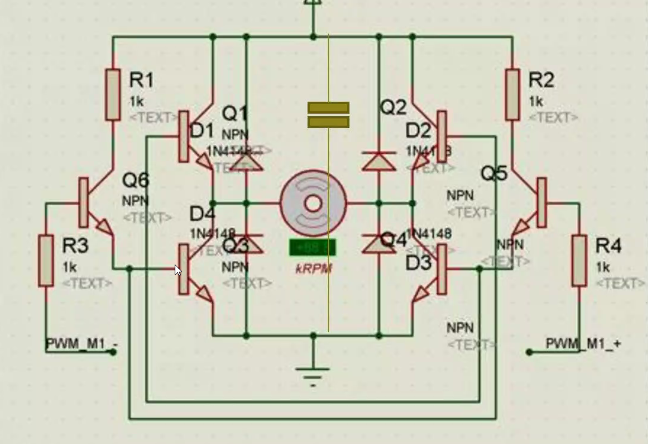 R1
1k
<TEXT>
R2
1k
<TEXT>
Q1
NPN
<TEXT>
D1
1N4148
<TEXT>
Q2
D2
1N4148
<TEXT>
Q6
NPN
<TEXT>
Q5
NPN
<TEXT>
NPN
<TEXT>
D4
1N4148
<TEXT>
Q3
NPN
<TEXT>
Q4
1N4148
<TEXT>
D3
NPN
<TEXT>
R3
1k
<TEXT>
R4
1k
<TEXT>
kRPM
PWM_M1_-
PWM_M1_+